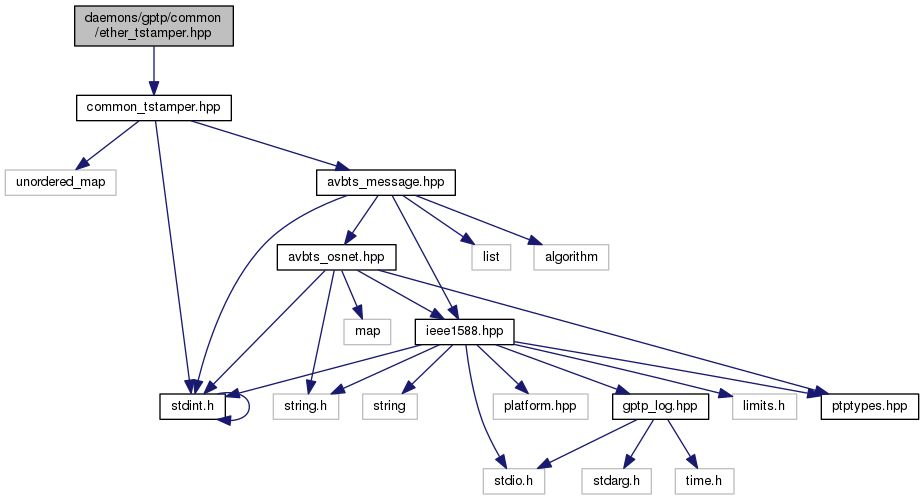 daemons/gptp/common
/ether_tstamper.hpp
common_tstamper.hpp
unordered_map
avbts_message.hpp
avbts_osnet.hpp
list
algorithm
map
ieee1588.hpp
stdint.h
string.h
string
platform.hpp
gptp_log.hpp
limits.h
ptptypes.hpp
stdio.h
stdarg.h
time.h